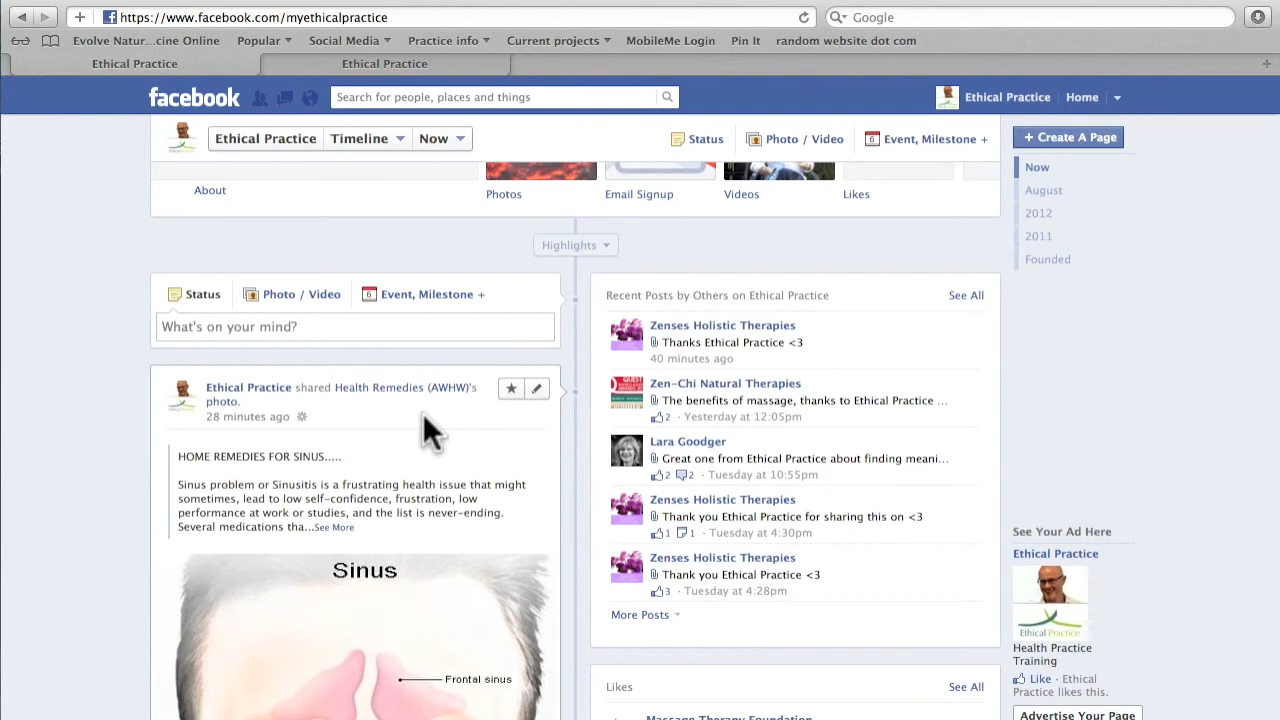 https://www.facebook.com/myethicalpractice
Google
Evolve Natur...cine Online
Popular
Social Media
Practice info
Current projects
MobileMe Login
Pin It
random website dot com
Ethical Practice
Ethical Practice
facebook
Search for people, places and things
Ethical Practice
Home
Ethical Practice
Timeline
Now
Status
Photo / Video
6
Event, Milestone +
+ Create A Page
Now
August
2012
2011
Founded
About
Photos
Email Signup
Videos
Likes
Highlights
Status
Photo / Video
6
Event, Milestone +
What's on your mind?
Ethical Practice shared Health Remedies (AWHW)'s
photo.
28 minutes ago
HOME REMEDIES FOR SINUS.....
Sinus problem or Sinusitis is a frustrating health issue that might
sometimes, lead to low self-confidence, frustration, low
performance at work or studies, and the list is never-ending.
Several medications tha...See More
Sinus
Frontal sinus
Recent Posts by Others on Ethical Practice
See All
Zenses Holistic Therapies
Thanks Ethical Practice <3
40 minutes ago
Zen-Chi Natural Therapies
The benefits of massage, thanks to Ethical Practice ...
2 · Yesterday at 12:05pm
Lara Goodger
Great one from Ethical Practice about finding meani...
2 2 · Tuesday at 10:55pm
Zenses Holistic Therapies
Thank you Ethical Practice for sharing this on <3
1 1 · Tuesday at 4:30pm
Zenses Holistic Therapies
Thank you Ethical Practice <3
3 · Tuesday at 4:28pm
More Posts
Likes
See All
Massage Therapy Foundation
See Your Ad Here
Ethical Practice
Ethical Practice
Health Practice
Training
Like · Ethical
Practice likes this.
Advertise Your Page